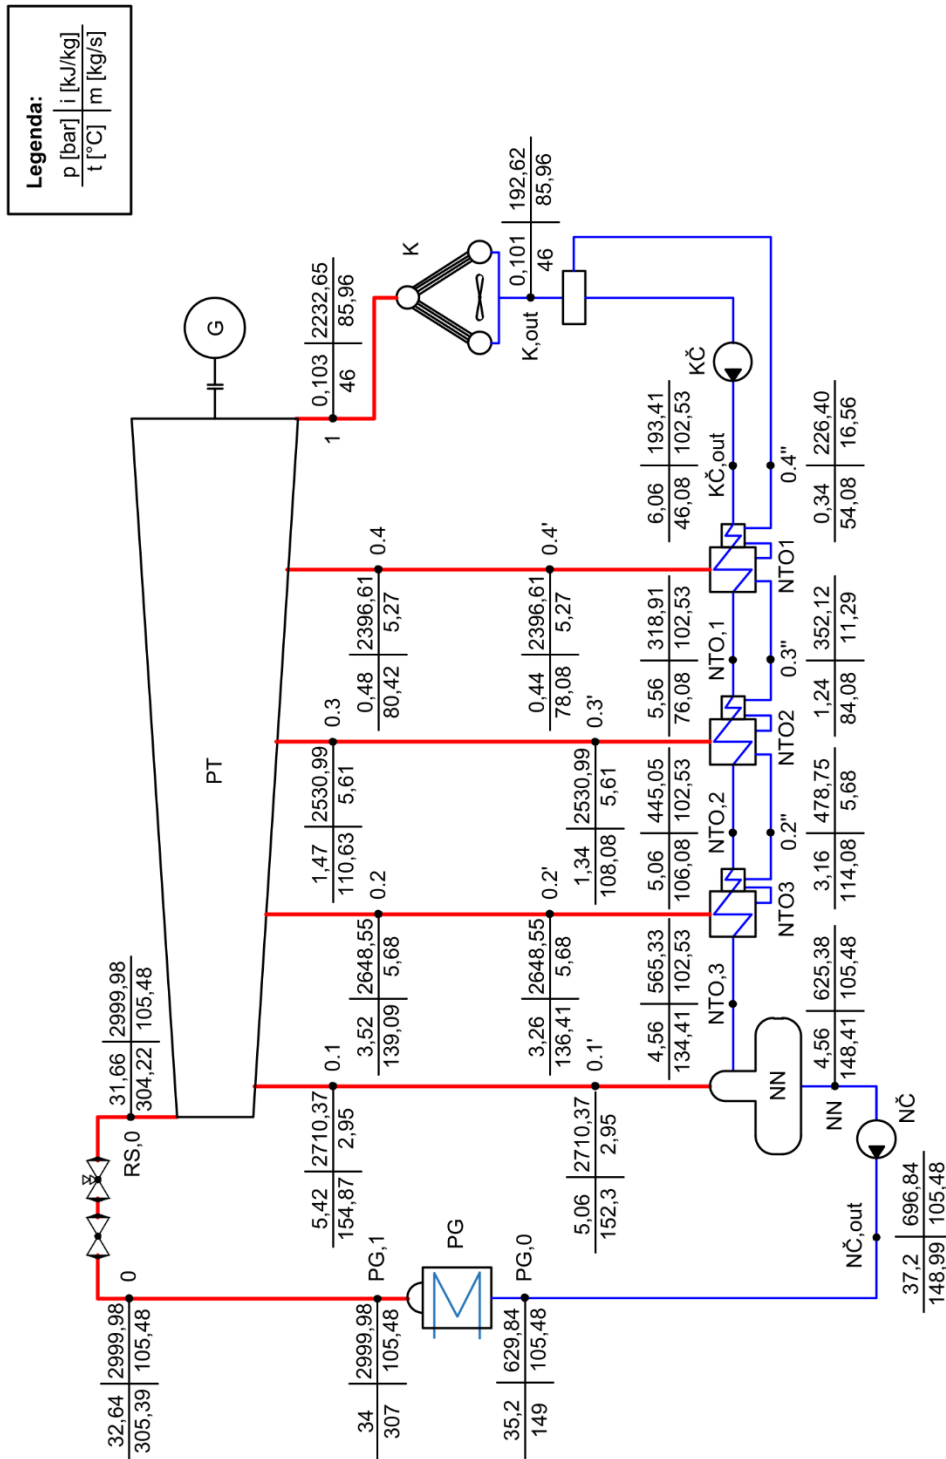 Legenda:
p [bar] i [kJ/kg]
t [°C] m [kg/s]
32,64 2999,98
305,39 105,48
0
31,66 2999,98
304,22 105,48
RS,0
PT
G
34 2999,98
307 105,48
PG,1
PG
35,2 629,84
149 105,48
PG,0
5,42 2710,37
154,87 2,95
0.1
5,06 2710,37
152,3 2,95
0.1'
3,52 2648,55
139,09 5,68
0.2
3,26 2648,55
136,41 5,68
0.2'
1,47 2530,99
110,63 5,61
0.3
1,34 2530,99
108,08 5,61
0.3'
0,48 2396,61
80,42 5,27
0.4
0,44 2396,61
78,08 5,27
0.4'
0,103 2232,65
46 85,96
1
K
0,101 192,62
46 85,96
K,out
KČ
6,06 193,41
46,08 102,53
KČ,out
5,56 318,91
76,08 102,53
NTO,1
5,06 445,05
106,08 102,53
NTO,2
4,56 565,33
134,41 102,53
NTO,3
NTO1
NTO2
NTO3
0.4"
0,34 226,40
54,08 16,56
0.3"
1,24 352,12
84,08 11,29
0.2"
3,16 478,75
114,08 5,68
NN
NN
4,56 625,38
148,41 105,48
NČ
NČ,out
37,2 696,84
148,99 105,48